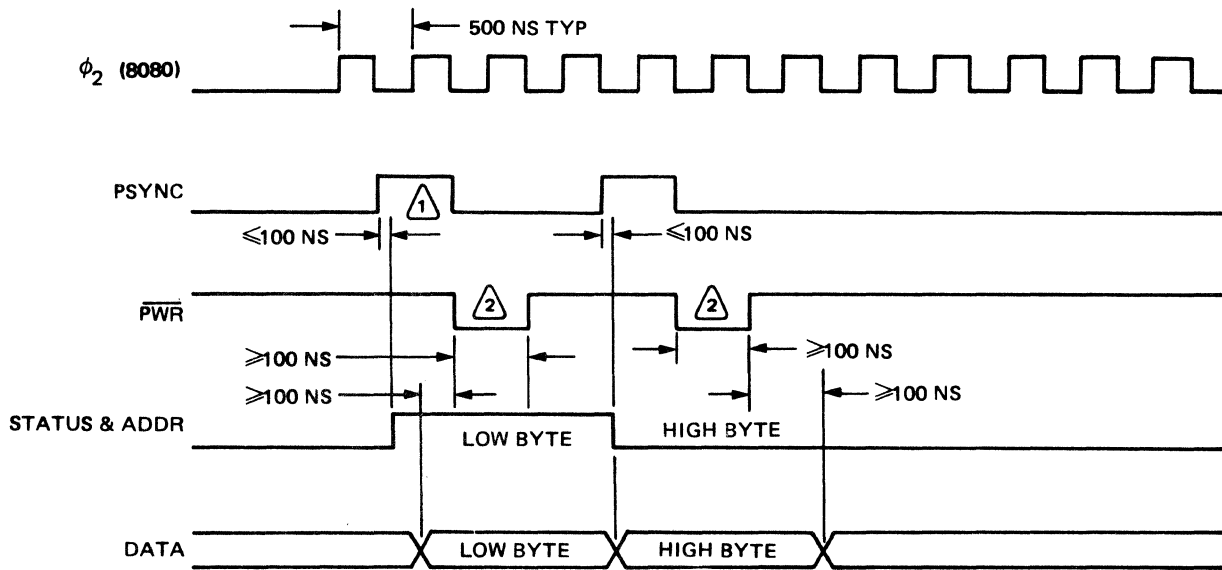 500 NS TYP
ϕ2 (8080)
PSYNC
1
≤100 NS
≤100 NS
PWR
2
2
≥100 NS
≥100 NS
≥100 NS
≥100 NS
STATUS & ADDR
LOW BYTE
HIGH BYTE
DATA
LOW BYTE
HIGH BYTE